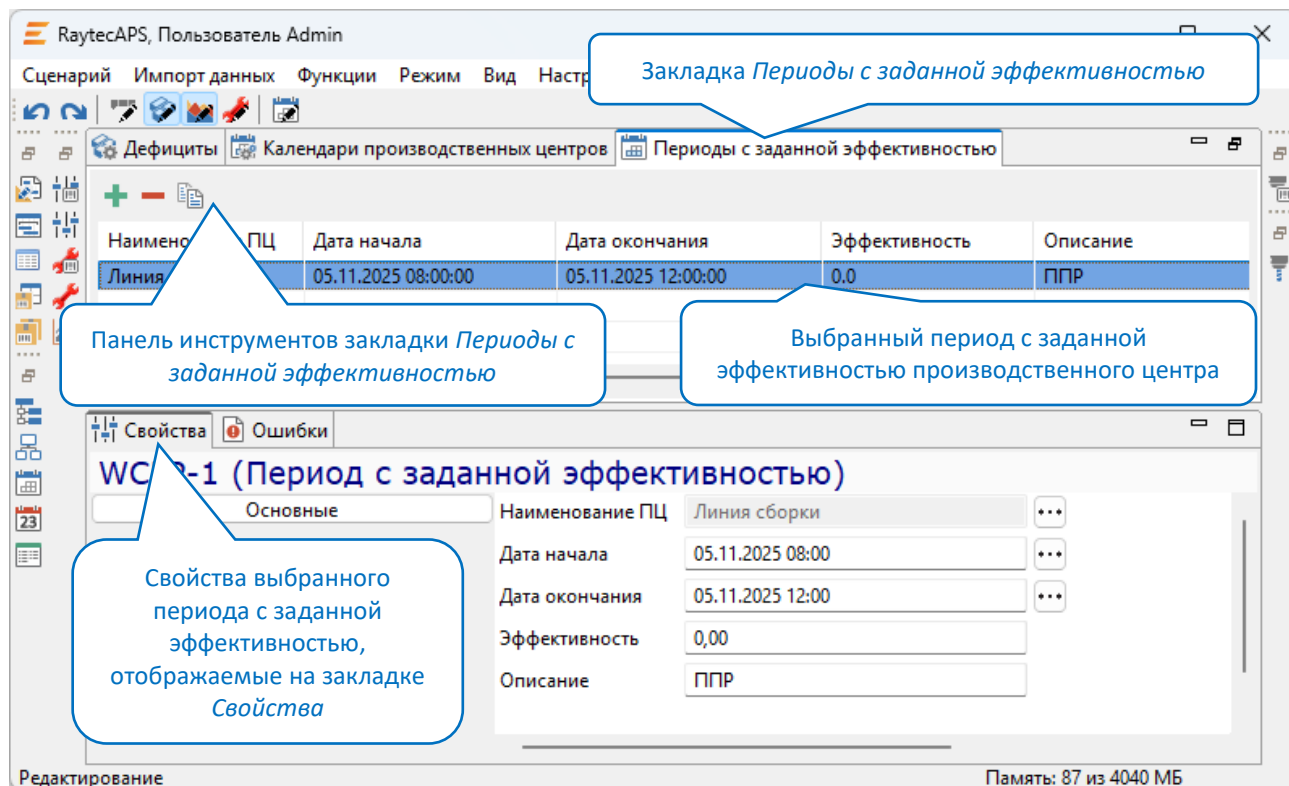 RaytecAPS, Пользователь Admin
Сценарий Импорт данных Функции Режим Вид
Закладка Периоды с заданной эффективностью
Дефициты Календари производственных центров Периоды с заданной эффективностью
ПЦ Дата начала Дата окончания Эффективность Описание
Линия 05.11.2025 08:00:00 05.11.2025 12:00:00 0.0 ППР
Панель инструментов закладки Периоды с
заданной эффективностью
Выбранный период с заданной
эффективностью производственного центра
23
Свойства Ошибки
(Период с заданной эффективностью)
Основные
Наименование ПЦ Линия сборки
Дата начала 05.11.2025 08:00
Дата окончания 05.11.2025 12:00
Эффективность 0,00
Описание ППР
Свойства выбранного
периода с заданной
эффективностью,
отображаемые на закладке
Свойства
Редактирование Память: 87 из 4040 МБ